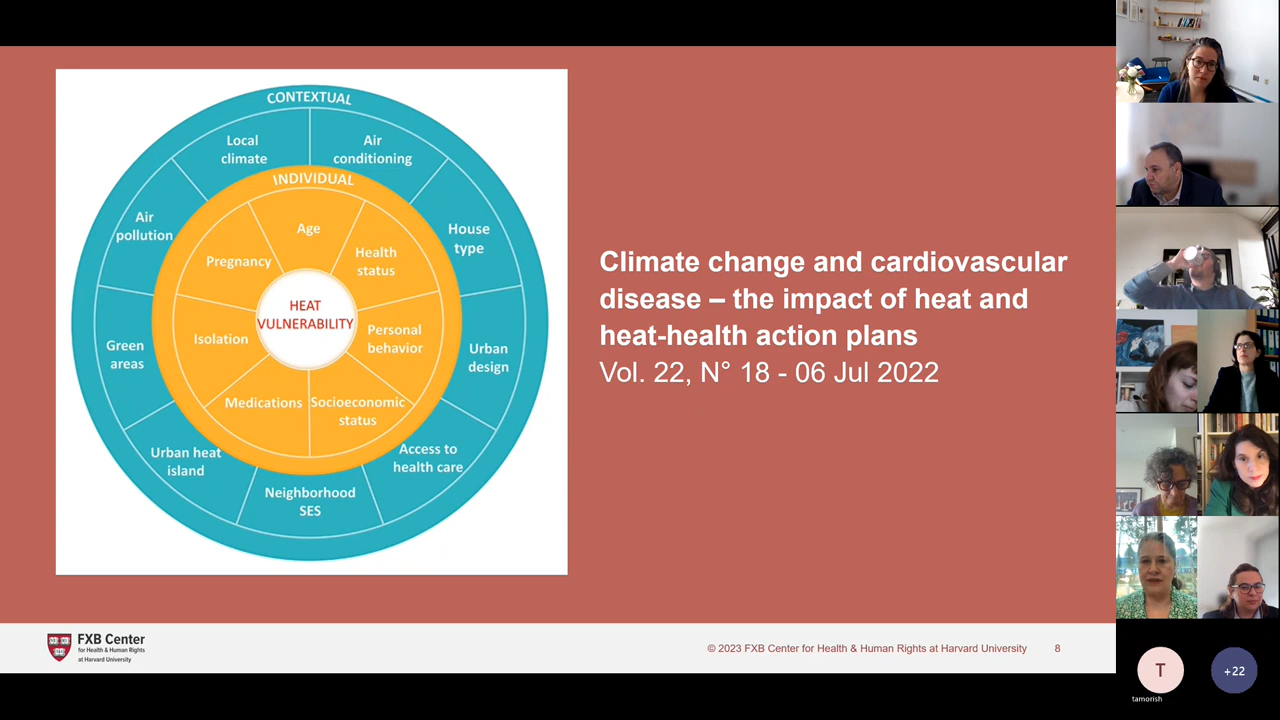 CONTEXTUAL
Local
climate
Air
conditioning
Air
pollution
House
type
Green
areas
Urban
design
Urban heat
island
Neighborhood
SES
Access to
health care
INDIVIDUAL
Age
Pregnancy
Health
status
Isolation
Personal
behavior
Medications
Socioeconomic
status
HEAT
VULNERABILITY
Climate change and cardiovascular
disease – the impact of heat and
heat-health action plans
Vol. 22, N° 18 - 06 Jul 2022
FXB Center
for Health & Human Rights
at Harvard University
© 2023 FXB Center for Health & Human Rights at Harvard University
8
T
tamorish
+22